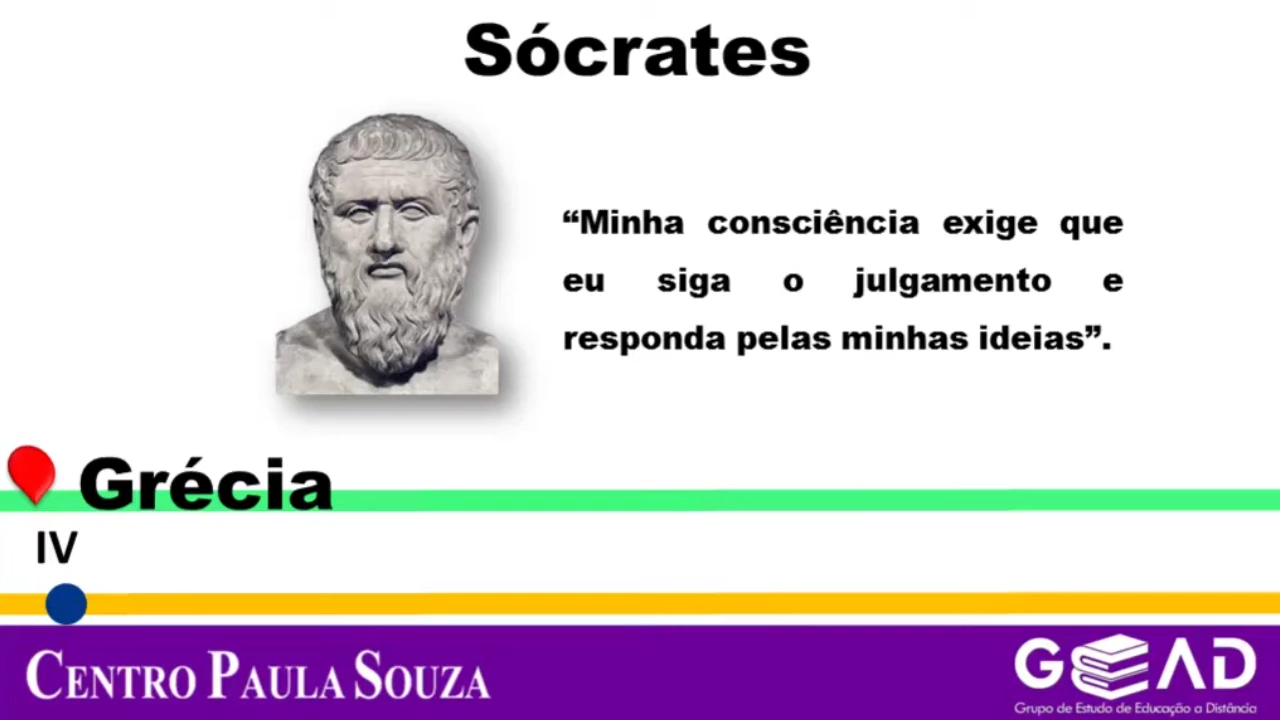 Sócrates
“Minha consciência exige que
eu siga o julgamento e
responda pelas minhas ideias”.
Grécia
IV
CENTRO PAULA SOUZA
GEAD
Grupo de Estudo de Educação a Distância